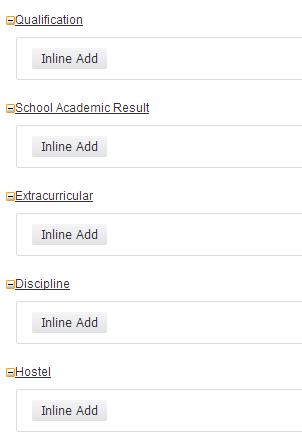 Qualification
Inline Add
School Academic Result
Inline Add
Extracurricular
Inline Add
Discipline
Inline Add
Hostel
Inline Add